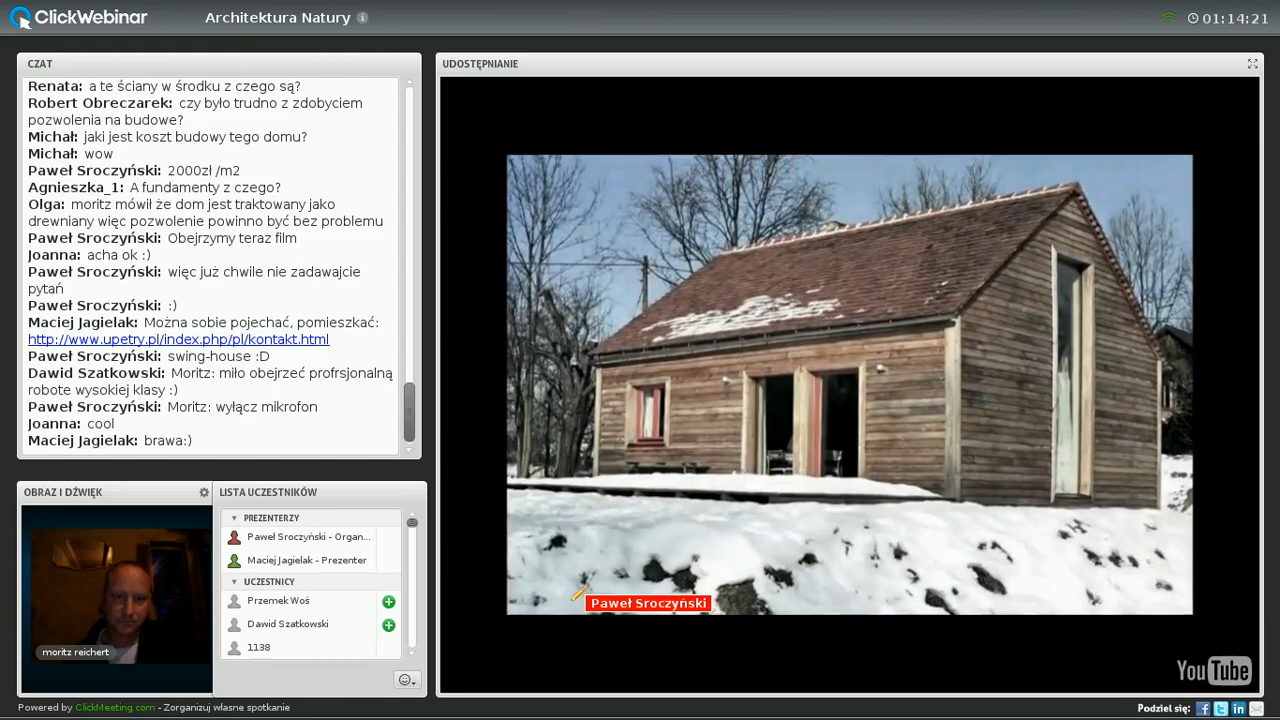 ClickWebinar
Architektura Natury
01:14:21
CZAT
Renata: a te ściany w środku z czego są?
Robert Obreczarek: czy było trudno z zdobyciem
pozwolenia na budowe?
Michał: jaki jest koszt budowy tego domu?
Michał: wow
Paweł Sroczyński: 2000zł /m2
Agnieszka_1: A fundamenty z czego?
Olga: moritz mówił że dom jest traktowany jako
drewniany więc pozwolenie powinno być bez problemu
Paweł Sroczyński: Obejrzymy teraz film
Joanna: acha ok :)
Paweł Sroczyński: więc już chwile nie zadawajcie
pytań
Paweł Sroczyński: :)
Maciej Jagielak: Można sobie pojechać, pomieszkać:
http://www.upetry.pl/index.php/pl/kontakt.html
Paweł Sroczyński: swing-house :D
Dawid Szatkowski: Moritz: miło obejrzeć profrsjonalną
robote wysokiej klasy :)
Paweł Sroczyński: Moritz: wyłącz mikrofon
Joanna: cool
Maciej Jagielak: brawa:)
OBRAZ I DŹWIĘK
moritz reichert
LISTA UCZESTNIKÓW
PREZENTERZY
Paweł Sroczyński - Organ...
Maciej Jagielak - Prezenter
UCZESTNICY
Przemek Woś
Dawid Szatkowski
1138
UDOSTĘPNIANIE
Paweł Sroczyński
YouTube
Powered by ClickMeeting.com - Zorganizuj własne spotkanie
Podziel się: